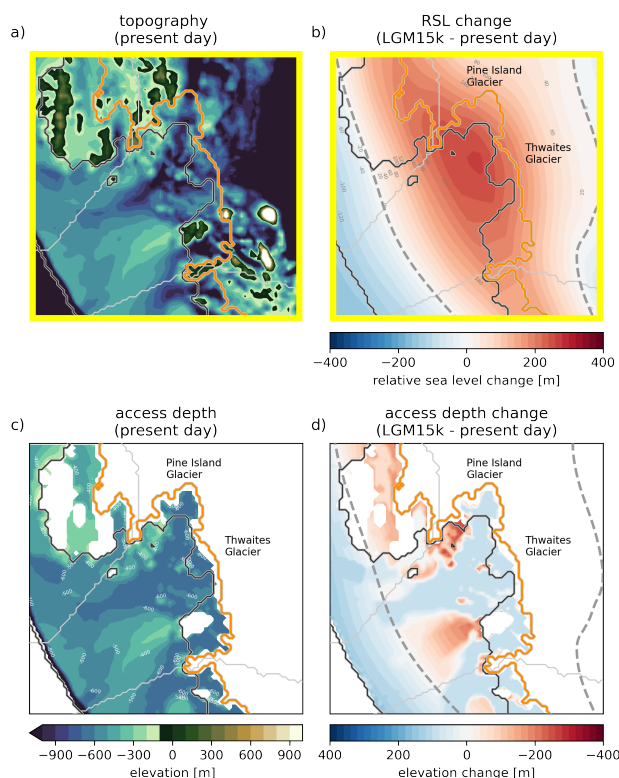 a)
topography
(present day)
b)
RSL change
(LGM15k - present day)
Pine Island
Glacier
Thwaites
Glacier
−400 −200 0 200 400
relative sea level change [m]
c)
access depth
(present day)
Pine Island
Glacier
Thwaites
Glacier
d)
access depth change
(LGM15k - present day)
Pine Island
Glacier
Thwaites
Glacier
−900 −600 −300 0 300 600 900
elevation [m]
400 200 0 −200 −400
elevation change [m]